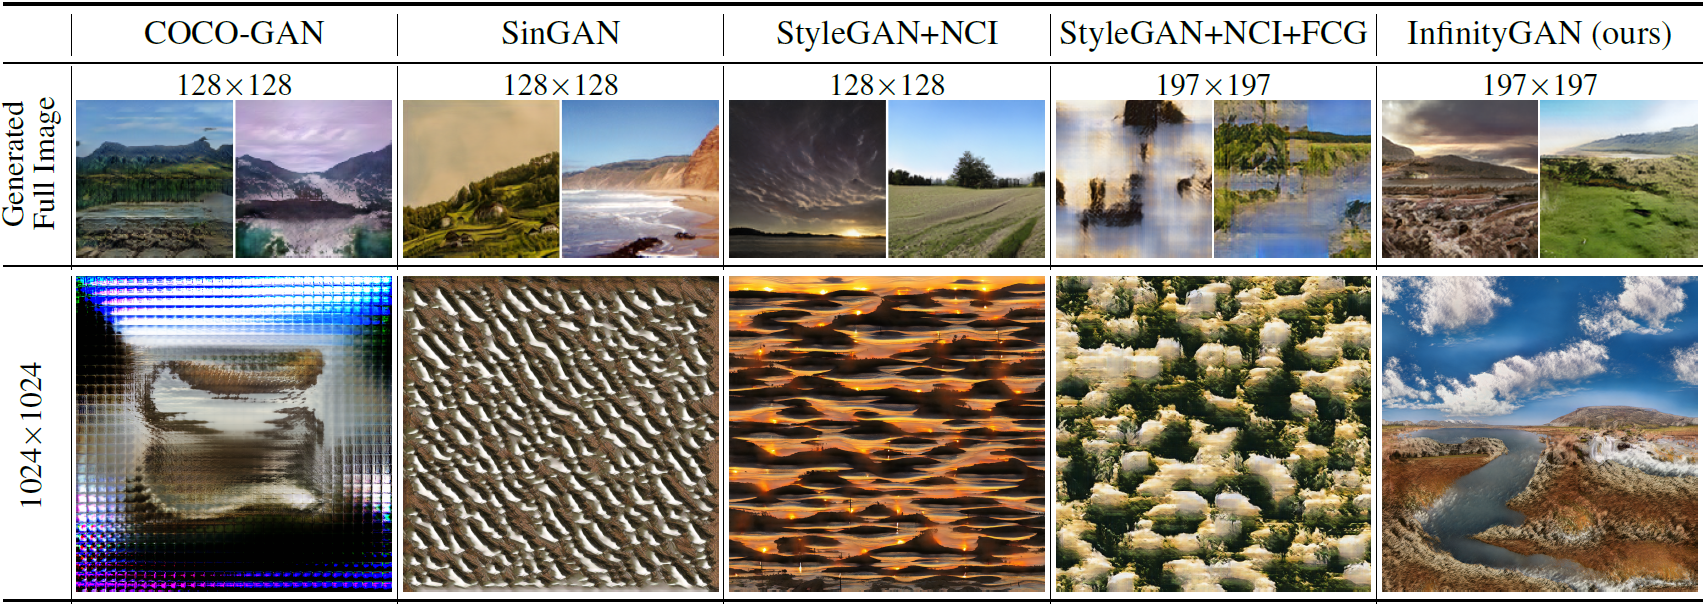 COCO-GAN
SinGAN
StyleGAN+NCI
StyleGAN+NCI+FCG
InfinityGAN (ours)
Generated
Full Image
128×128
128×128
128×128
197×197
197×197
1024×1024